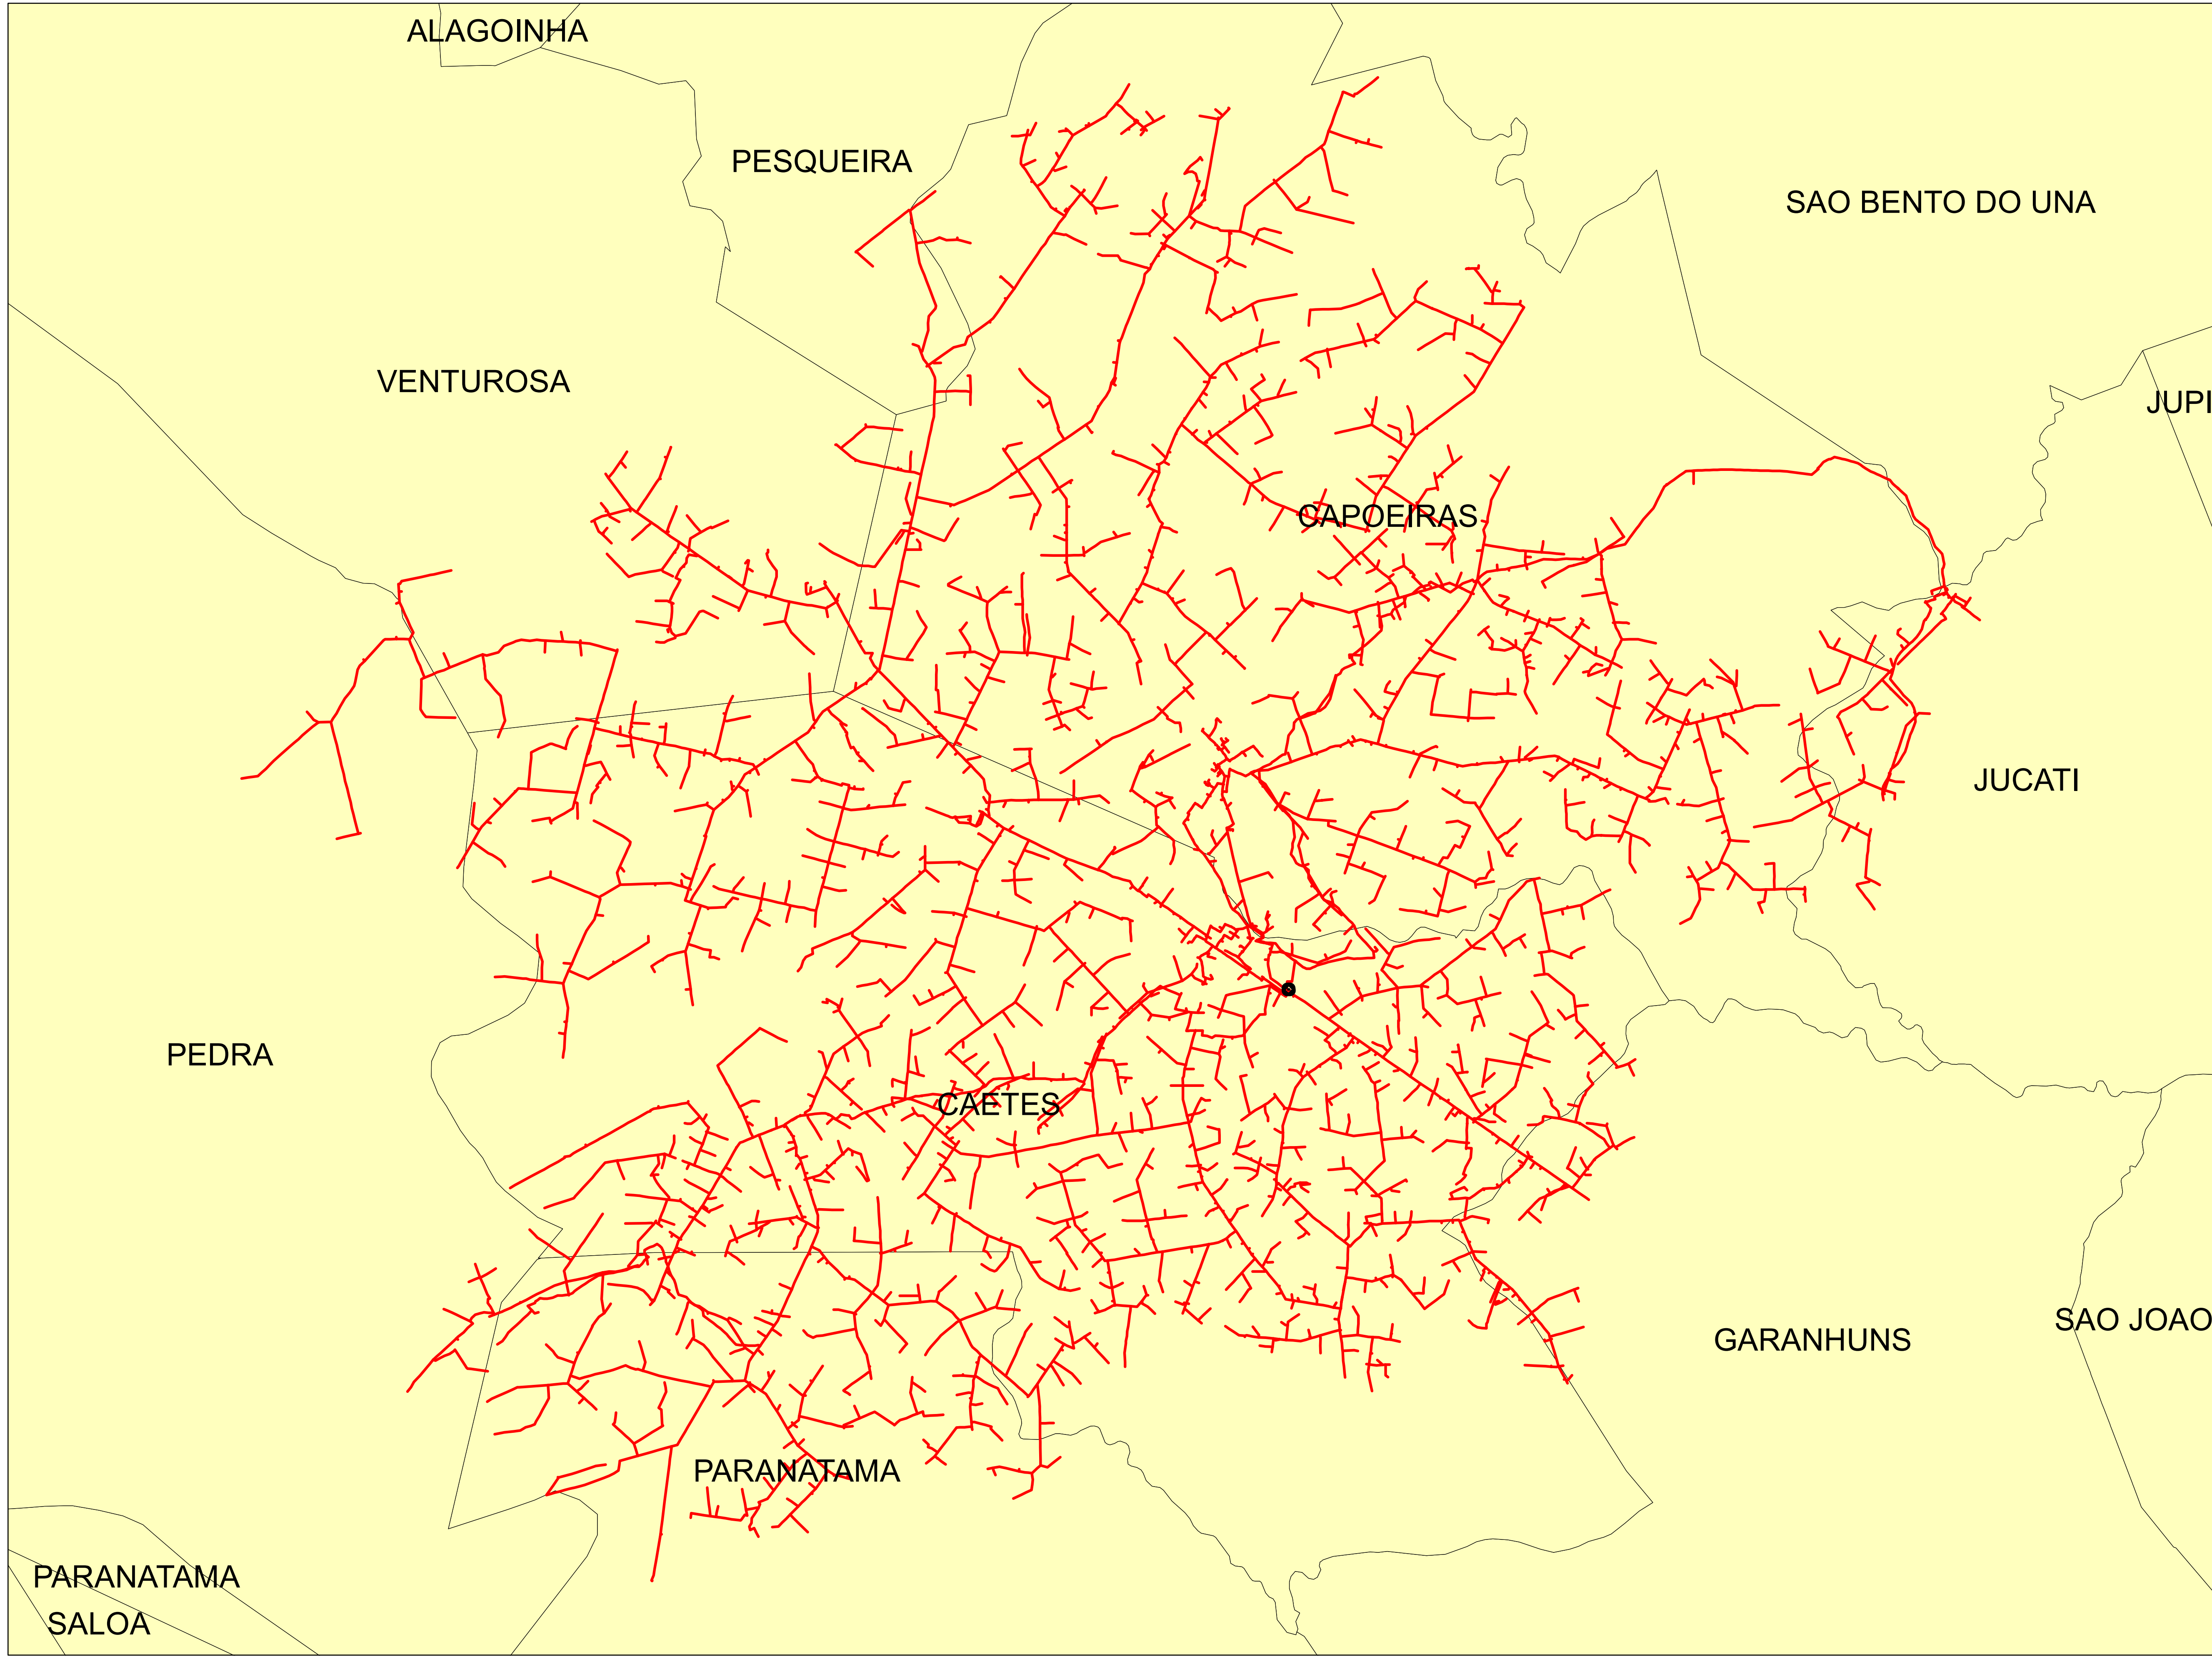 ALAGOINHA
PESQUEIRA
SAO BENTO DO UNA
VENTUROSA
JUPI
CAPOEIRAS
JUCATI
PEDRA
CAETES
SAO JOAO
GARANHUNS
PARANATAMA
PARANATAMA
SALOA